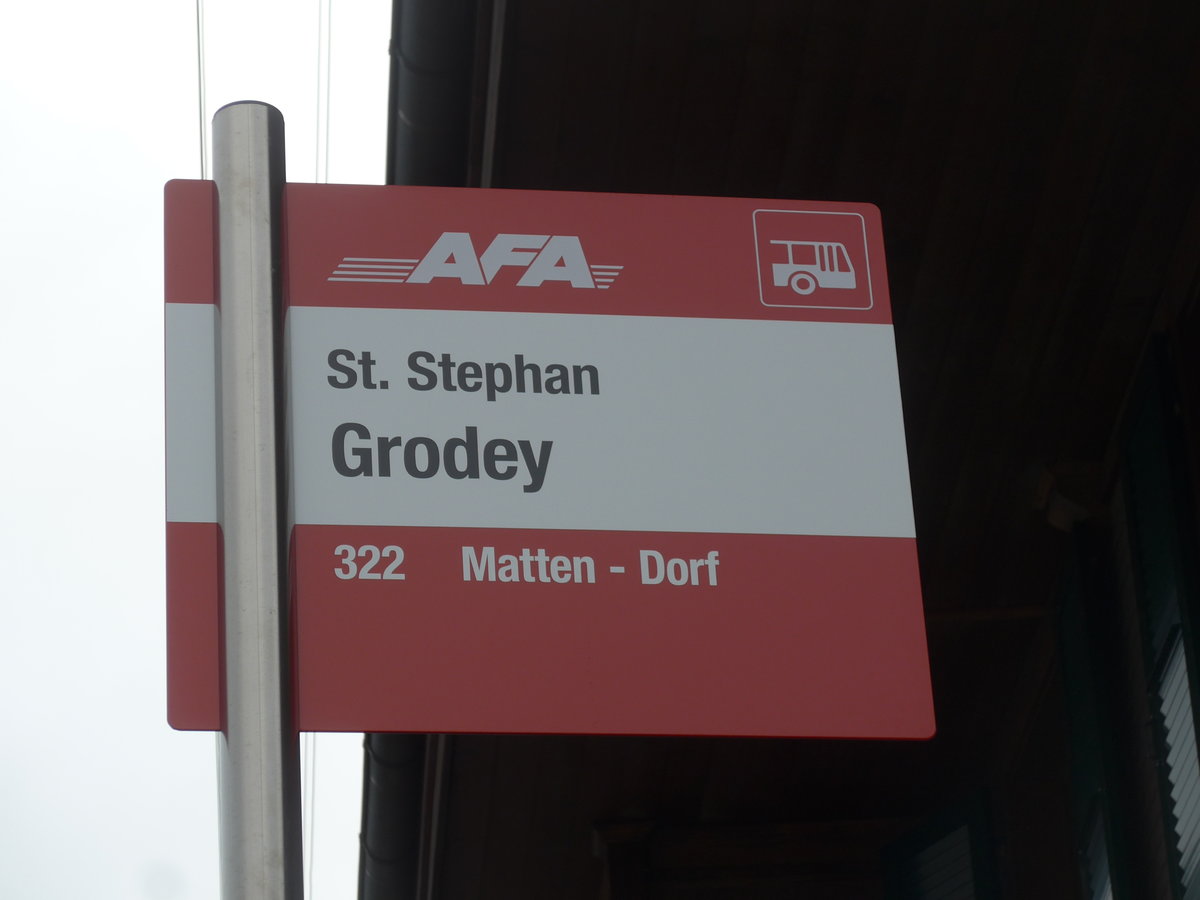 AFA
St. Stephan
Grodey
322 Matten - Dorf